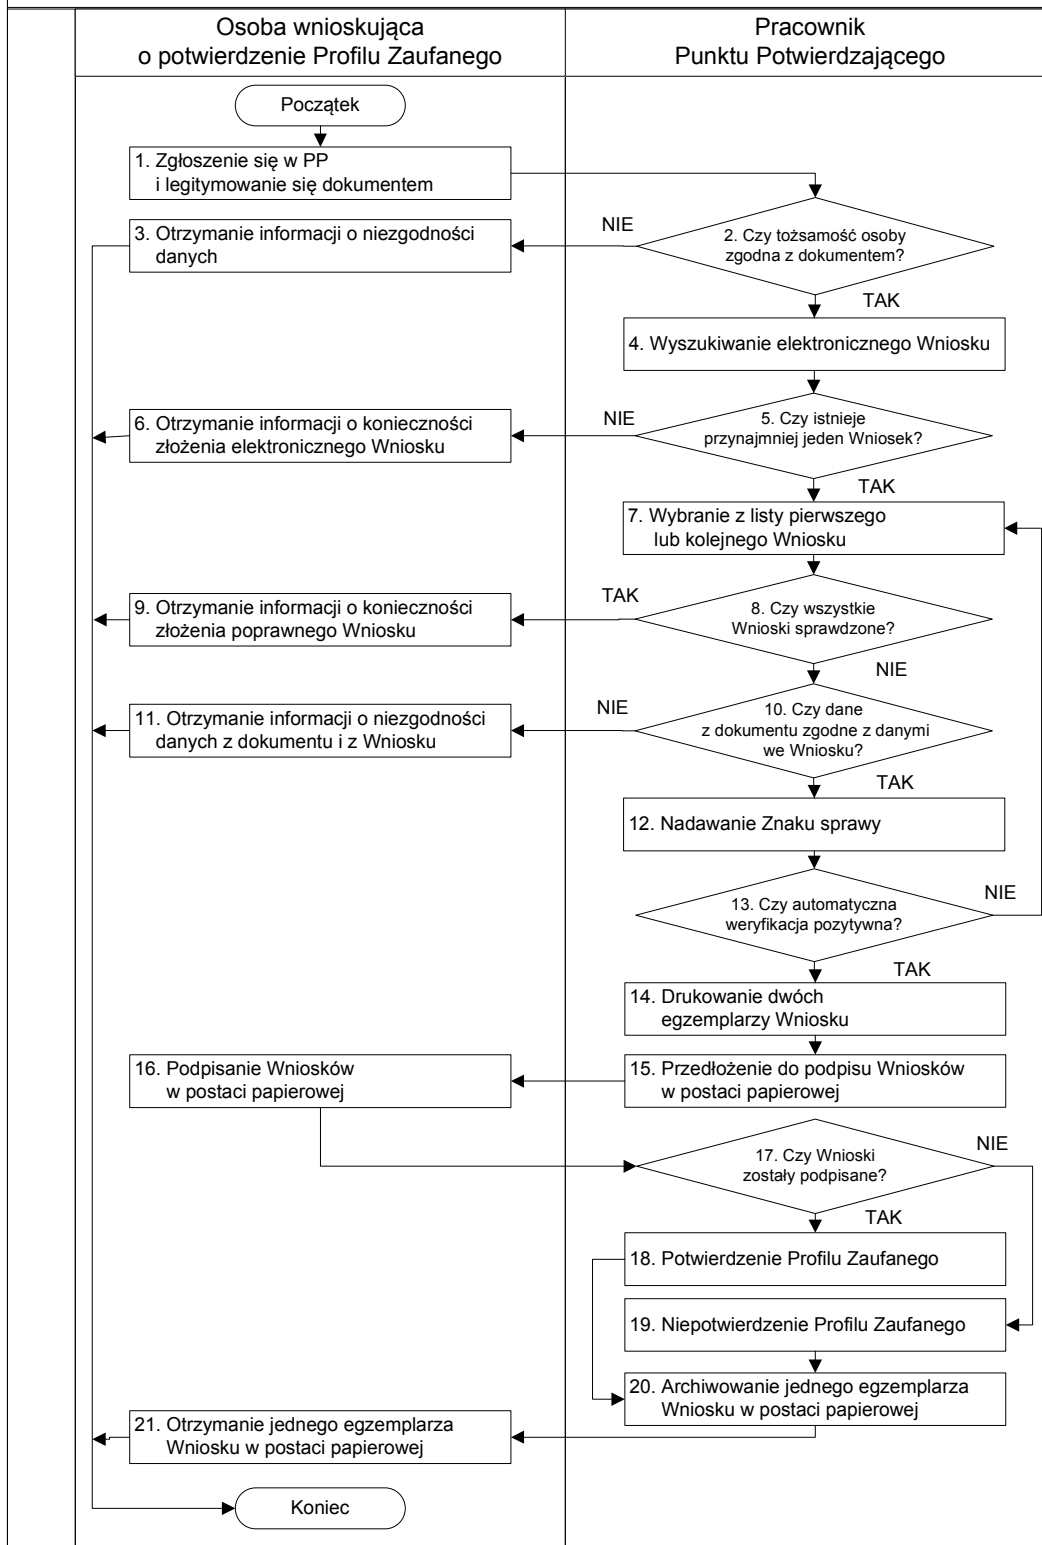 Osoba wnioskująca
o potwierdzenie Profilu Zaufanego
Pracownik
Punktu Potwierdzającego
Początek
1. Zgłoszenie się w PP
i legitymowanie się dokumentem
NIE
2. Czy tożsamość osoby
zgodna z dokumentem?
3. Otrzymanie informacji o niezgodności
danych
TAK
4. Wyszukiwanie elektronicznego Wniosku
NIE
5. Czy istnieje
przynajmniej jeden Wniosek?
6. Otrzymanie informacji o konieczności
złożenia elektronicznego Wniosku
TAK
7. Wybranie z listy pierwszego
lub kolejnego Wniosku
TAK
8. Czy wszystkie
Wnioski sprawdzone?
9. Otrzymanie informacji o konieczności
złożenia poprawnego Wniosku
NIE
NIE
10. Czy dane
z dokumentu zgodne z danymi
we Wniosku?
11. Otrzymanie informacji o niezgodności
danych z dokumentu i z Wniosku
TAK
12. Nadawanie Znaku sprawy
NIE
13. Czy automatyczna
weryfikacja pozytywna?
TAK
14. Drukowanie dwóch
egzemplarzy Wniosku
15. Przedłożenie do podpisu Wniosków
w postaci papierowej
16. Podpisanie Wniosków
w postaci papierowej
NIE
17. Czy Wnioski
zostały podpisane?
TAK
18. Potwierdzenie Profilu Zaufanego
19. Niepotwierdzenie Profilu Zaufanego
20. Archiwowanie jednego egzemplarza
Wniosku w postaci papierowej
21. Otrzymanie jednego egzemplarza
Wniosku w postaci papierowej
Koniec